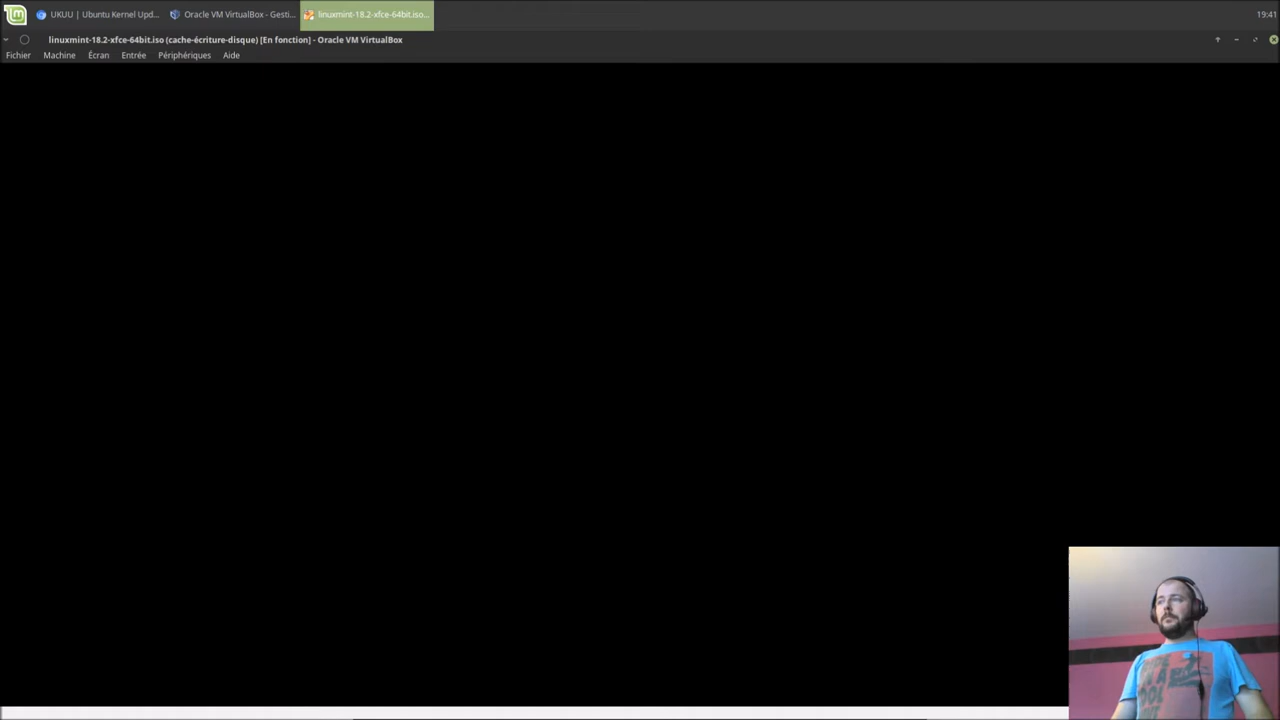 UKUU | Ubuntu Kernel Upd...
Oracle VM VirtualBox - Gesti...
linuxmint-18.2-xfce-64bit.iso...
19:41
linuxmint-18.2-xfce-64bit.iso (cache-écriture-disque) [En fonction] - Oracle VM VirtualBox
Fichier Machine Écran Entrée Périphériques Aide